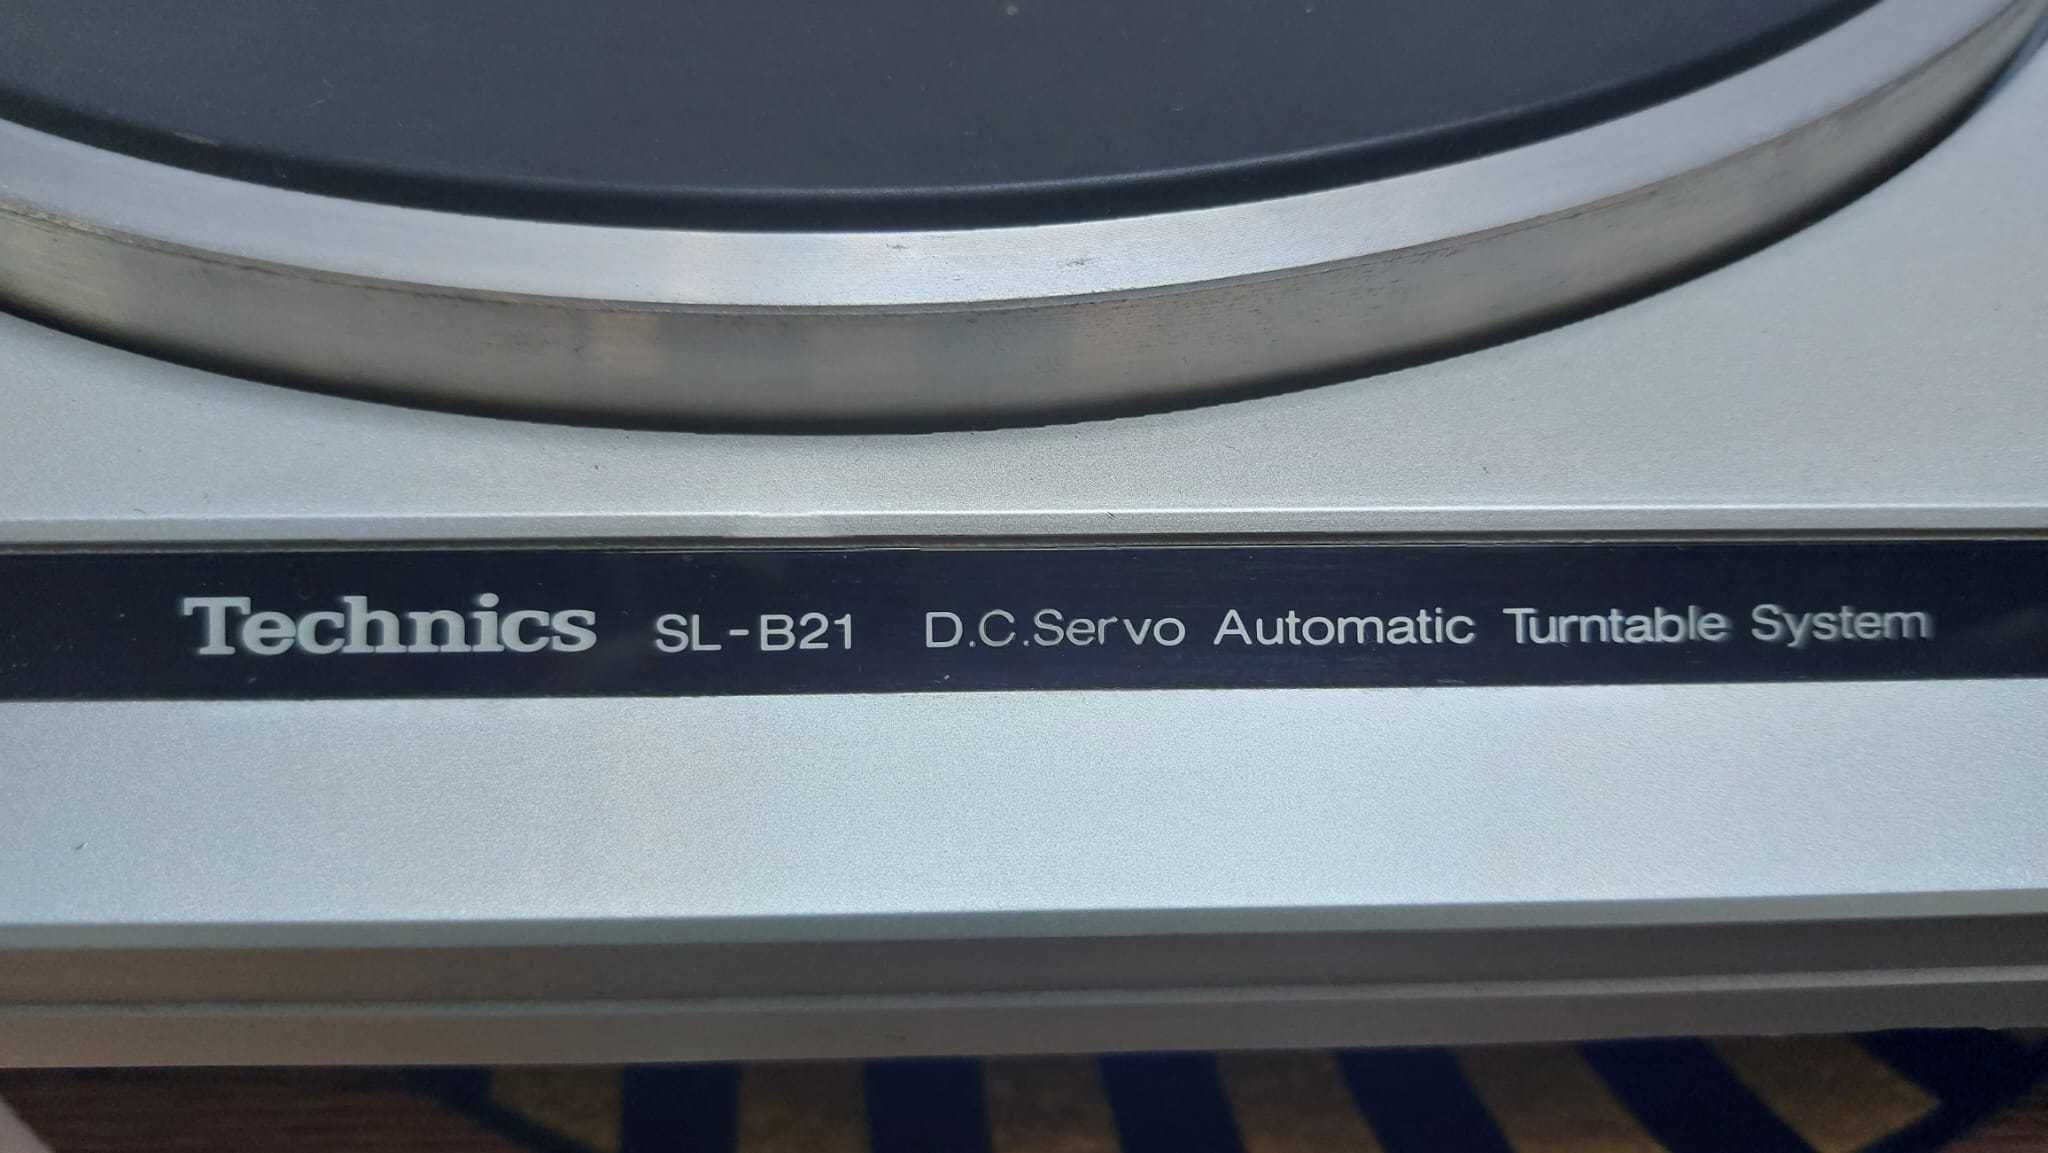 Technics SL-B21 D.C.Servo Automatic Turntable System